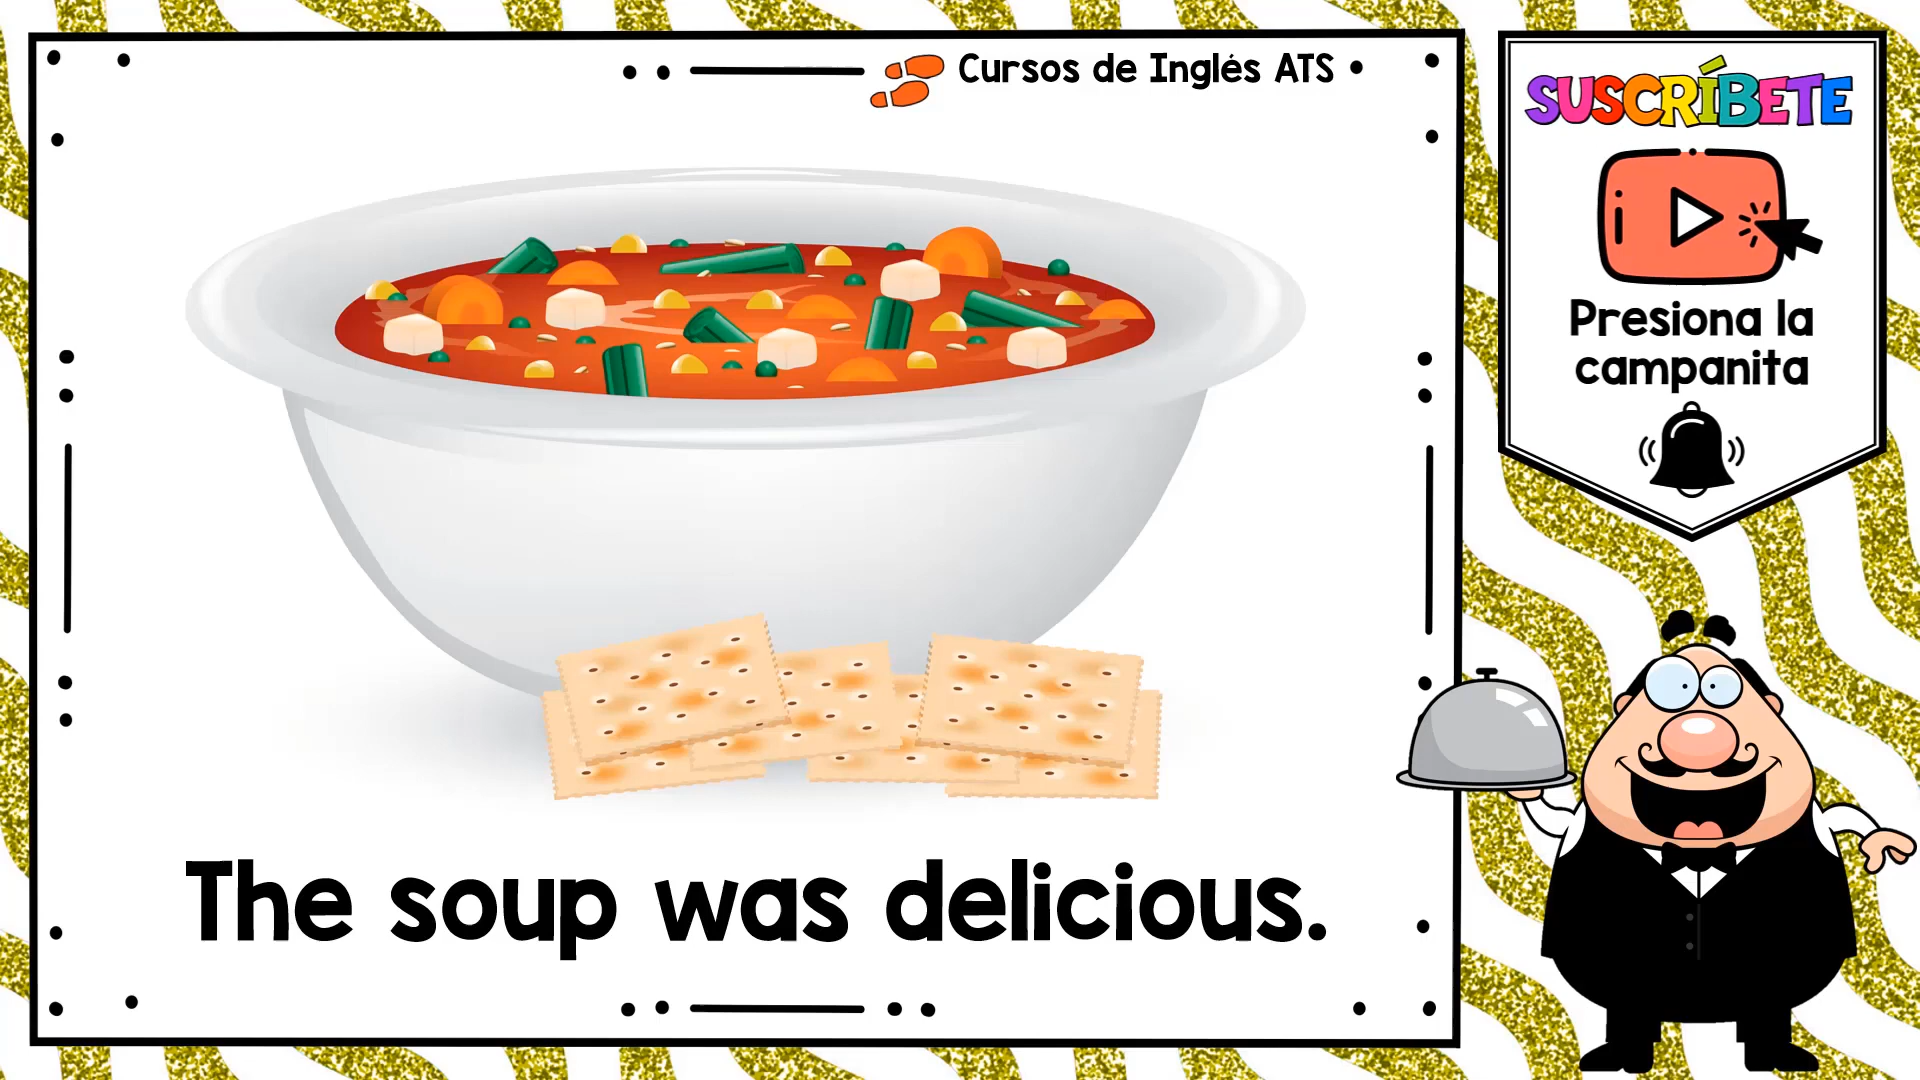 Cursos de Inglés ATS
SUSCRÍBETE
Presiona la
campanita
The soup was delicious.